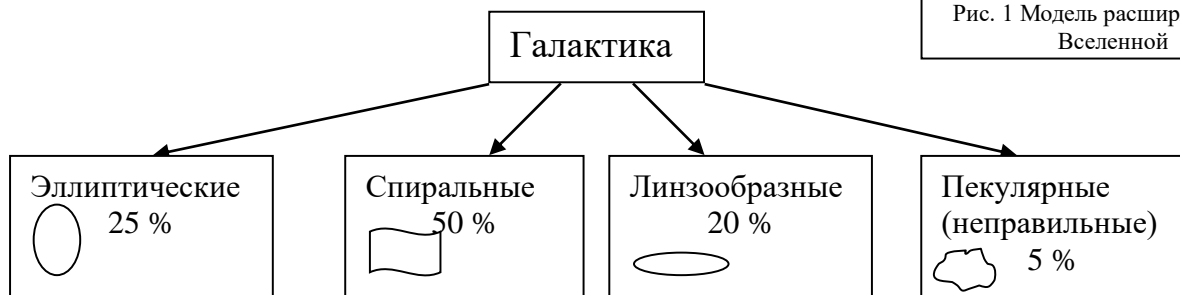 Рис. 1 Модель расшир
Вселенной
Галактика
Эллиптические
25 %
Спиральные
50 %
Линзообразные
20 %
Пекулярные
(неправильные)
5 %